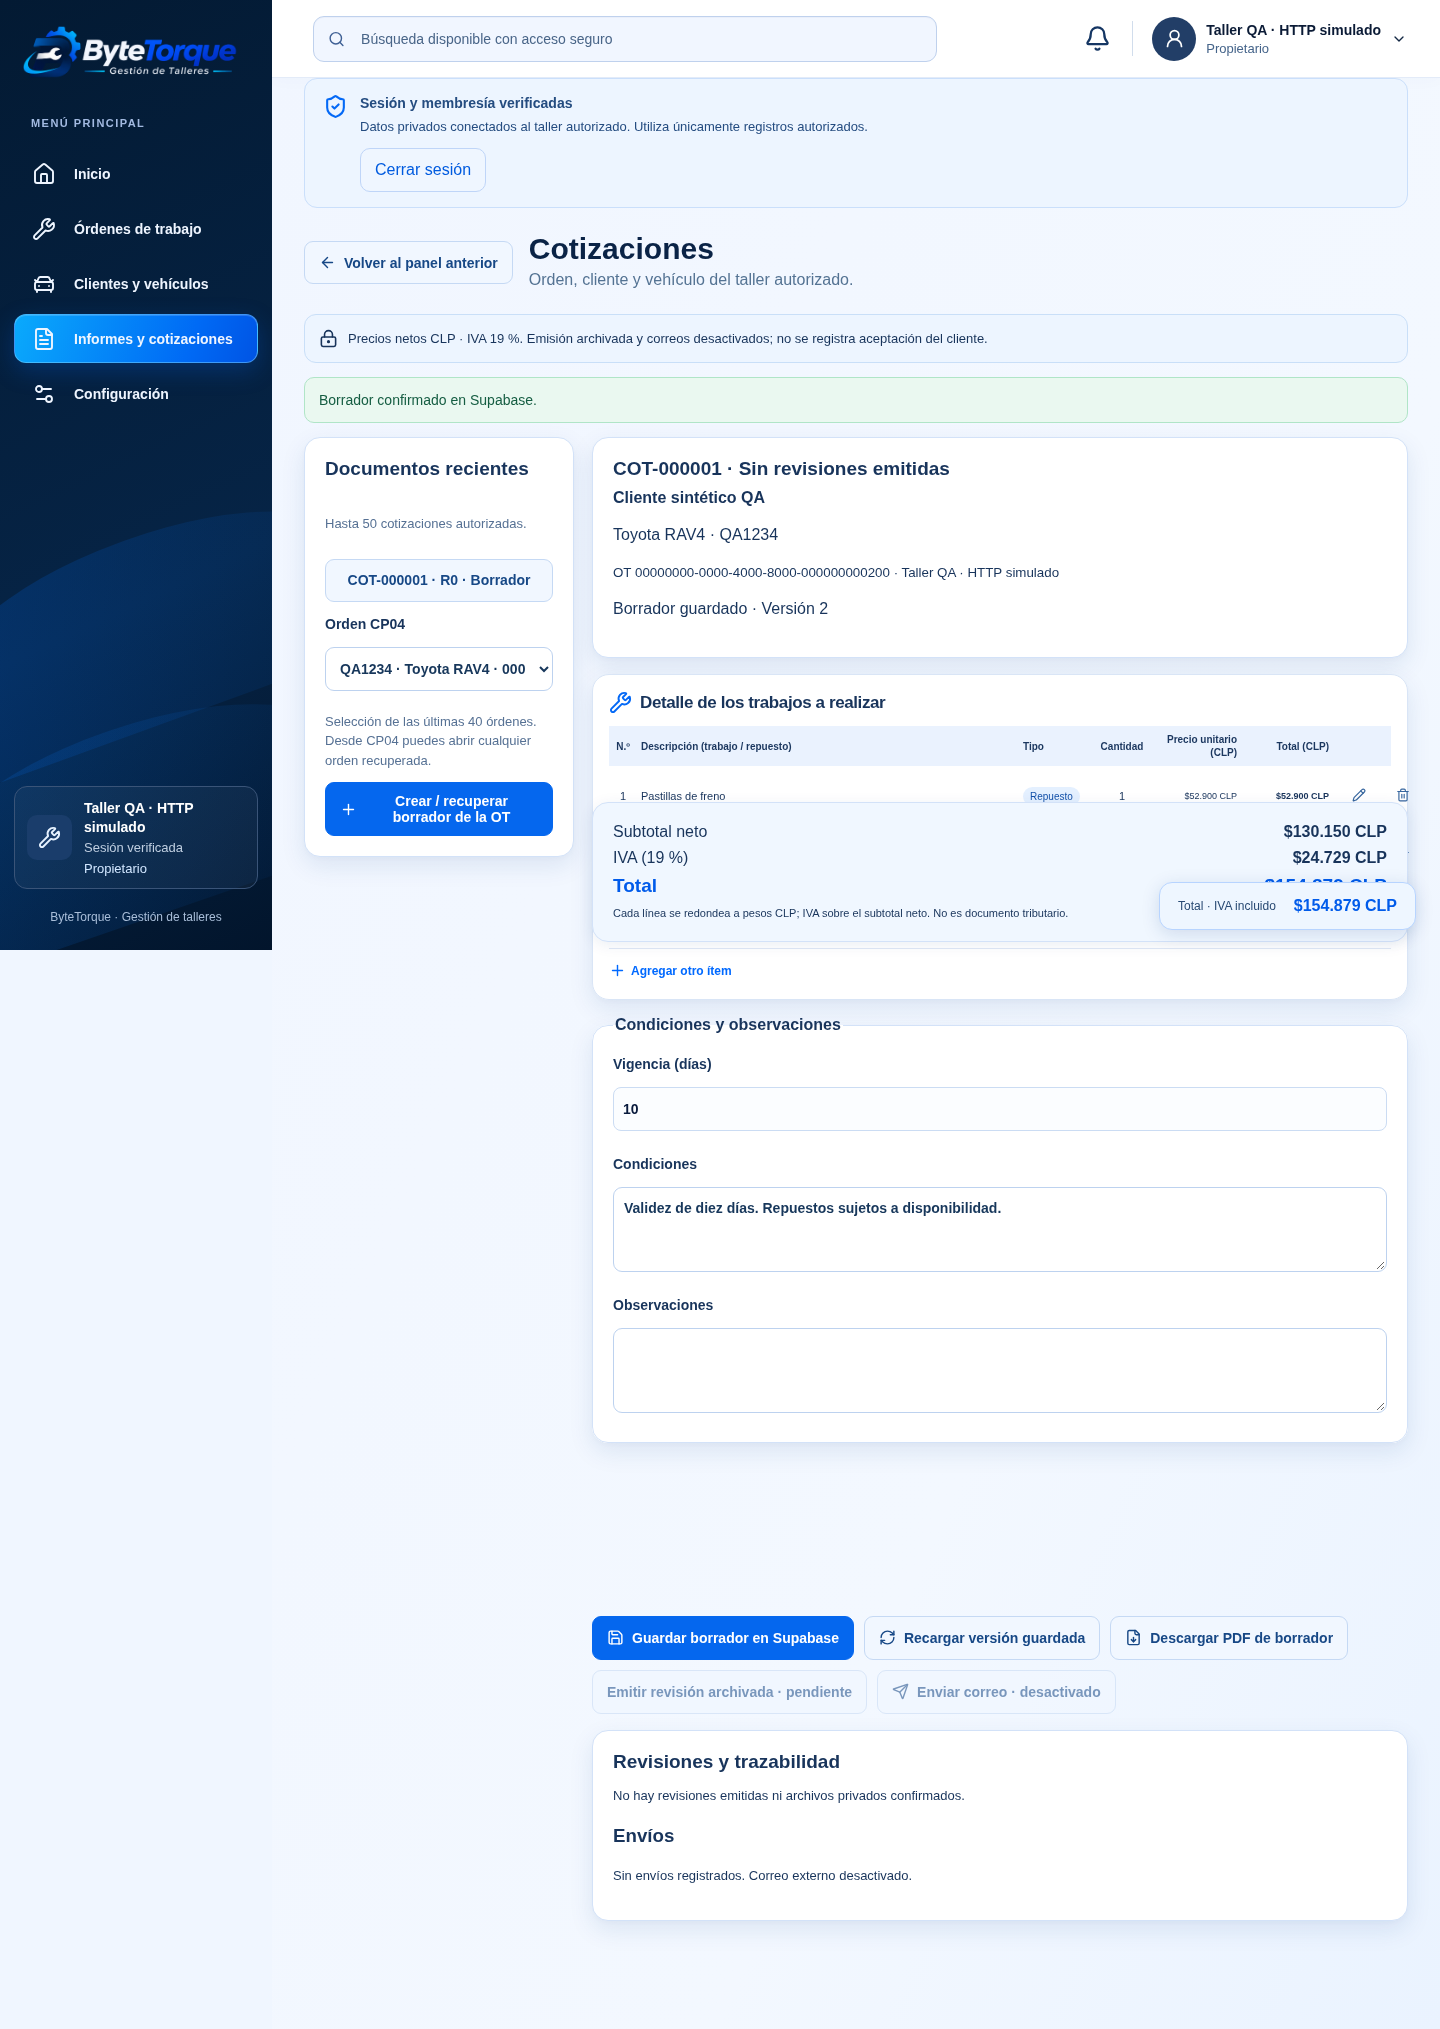 ByteTorque
Gestión de Talleres
MENÚ PRINCIPAL
Inicio
Órdenes de trabajo
Clientes y vehículos
Informes y cotizaciones
Configuración
Taller QA · HTTP
simulado
Sesión verificada
Propietario
ByteTorque · Gestión de talleres
Búsqueda disponible con acceso seguro
Taller QA · HTTP simulado
Propietario
Sesión y membresía verificadas
Datos privados conectados al taller autorizado. Utiliza únicamente registros autorizados.
Cerrar sesión
Volver al panel anterior
Cotizaciones
Orden, cliente y vehículo del taller autorizado.
Precios netos CLP · IVA 19 %. Emisión archivada y correos desactivados; no se registra aceptación del cliente.
Borrador confirmado en Supabase.
Documentos recientes
Hasta 50 cotizaciones autorizadas.
COT-000001 · R0 · Borrador
Orden CP04
QA1234 · Toyota RAV4 · 000
Selección de las últimas 40 órdenes.
Desde CP04 puedes abrir cualquier
orden recuperada.
Crear / recuperar
borrador de la OT
COT-000001 · Sin revisiones emitidas
Cliente sintético QA
Toyota RAV4 · QA1234
OT 00000000-0000-4000-8000-000000000200 · Taller QA · HTTP simulado
Borrador guardado · Versión 2
Detalle de los trabajos a realizar
N.º Descripción (trabajo / repuesto) Tipo Cantidad Precio unitario (CLP) Total (CLP)
1 Pastillas de freno Repuesto 1 $52.900 CLP $52.900 CLP
Subtotal neto $130.150 CLP
IVA (19 %) $24.729 CLP
Total $154.879 CLP
Cada línea se redondea a pesos CLP; IVA sobre el subtotal neto. No es documento tributario.
Total · IVA incluido $154.879 CLP
Agregar otro ítem
Condiciones y observaciones
Vigencia (días)
10
Condiciones
Validez de diez días. Repuestos sujetos a disponibilidad.
Observaciones
Guardar borrador en Supabase
Recargar versión guardada
Descargar PDF de borrador
Emitir revisión archivada · pendiente
Enviar correo · desactivado
Revisiones y trazabilidad
No hay revisiones emitidas ni archivos privados confirmados.
Envíos
Sin envíos registrados. Correo externo desactivado.